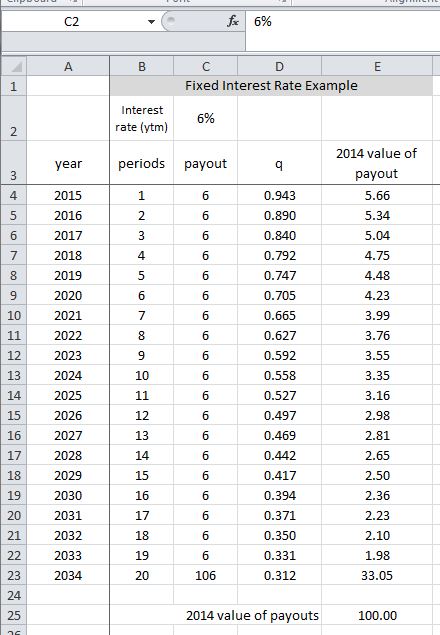 Clipboard Font Alignment
C2 fx 6%
A B C D E
1 Fixed Interest Rate Example
2 Interest rate (ytm) 6%
3 year periods payout q 2014 value of payout
4 2015 1 6 0.943 5.66
5 2016 2 6 0.890 5.34
6 2017 3 6 0.840 5.04
7 2018 4 6 0.792 4.75
8 2019 5 6 0.747 4.48
9 2020 6 6 0.705 4.23
10 2021 7 6 0.665 3.99
11 2022 8 6 0.627 3.76
12 2023 9 6 0.592 3.55
13 2024 10 6 0.558 3.35
14 2025 11 6 0.527 3.16
15 2026 12 6 0.497 2.98
16 2027 13 6 0.469 2.81
17 2028 14 6 0.442 2.65
18 2029 15 6 0.417 2.50
19 2030 16 6 0.394 2.36
20 2031 17 6 0.371 2.23
21 2032 18 6 0.350 2.10
22 2033 19 6 0.331 1.98
23 2034 20 106 0.312 33.05
24
25 2014 value of payouts 100.00
26